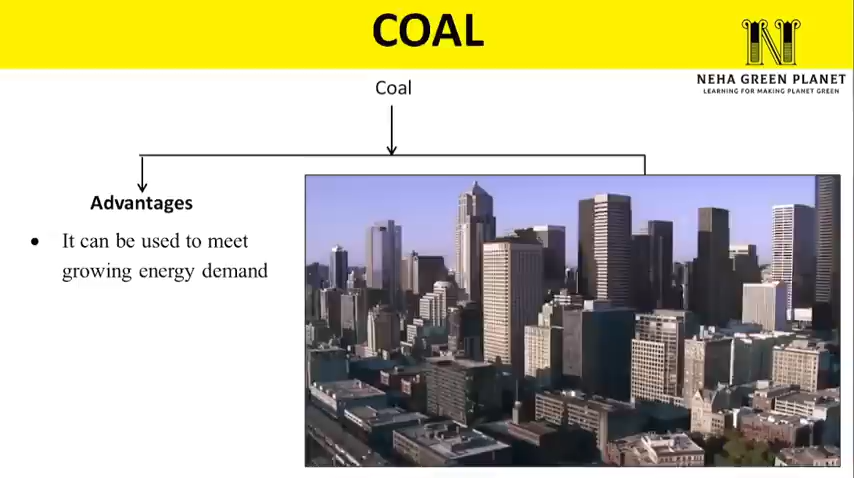 COAL
NEHA GREEN PLANET
LEARNING FOR MAKING PLANET GREEN
Coal
Advantages
• It can be used to meet
growing energy demand